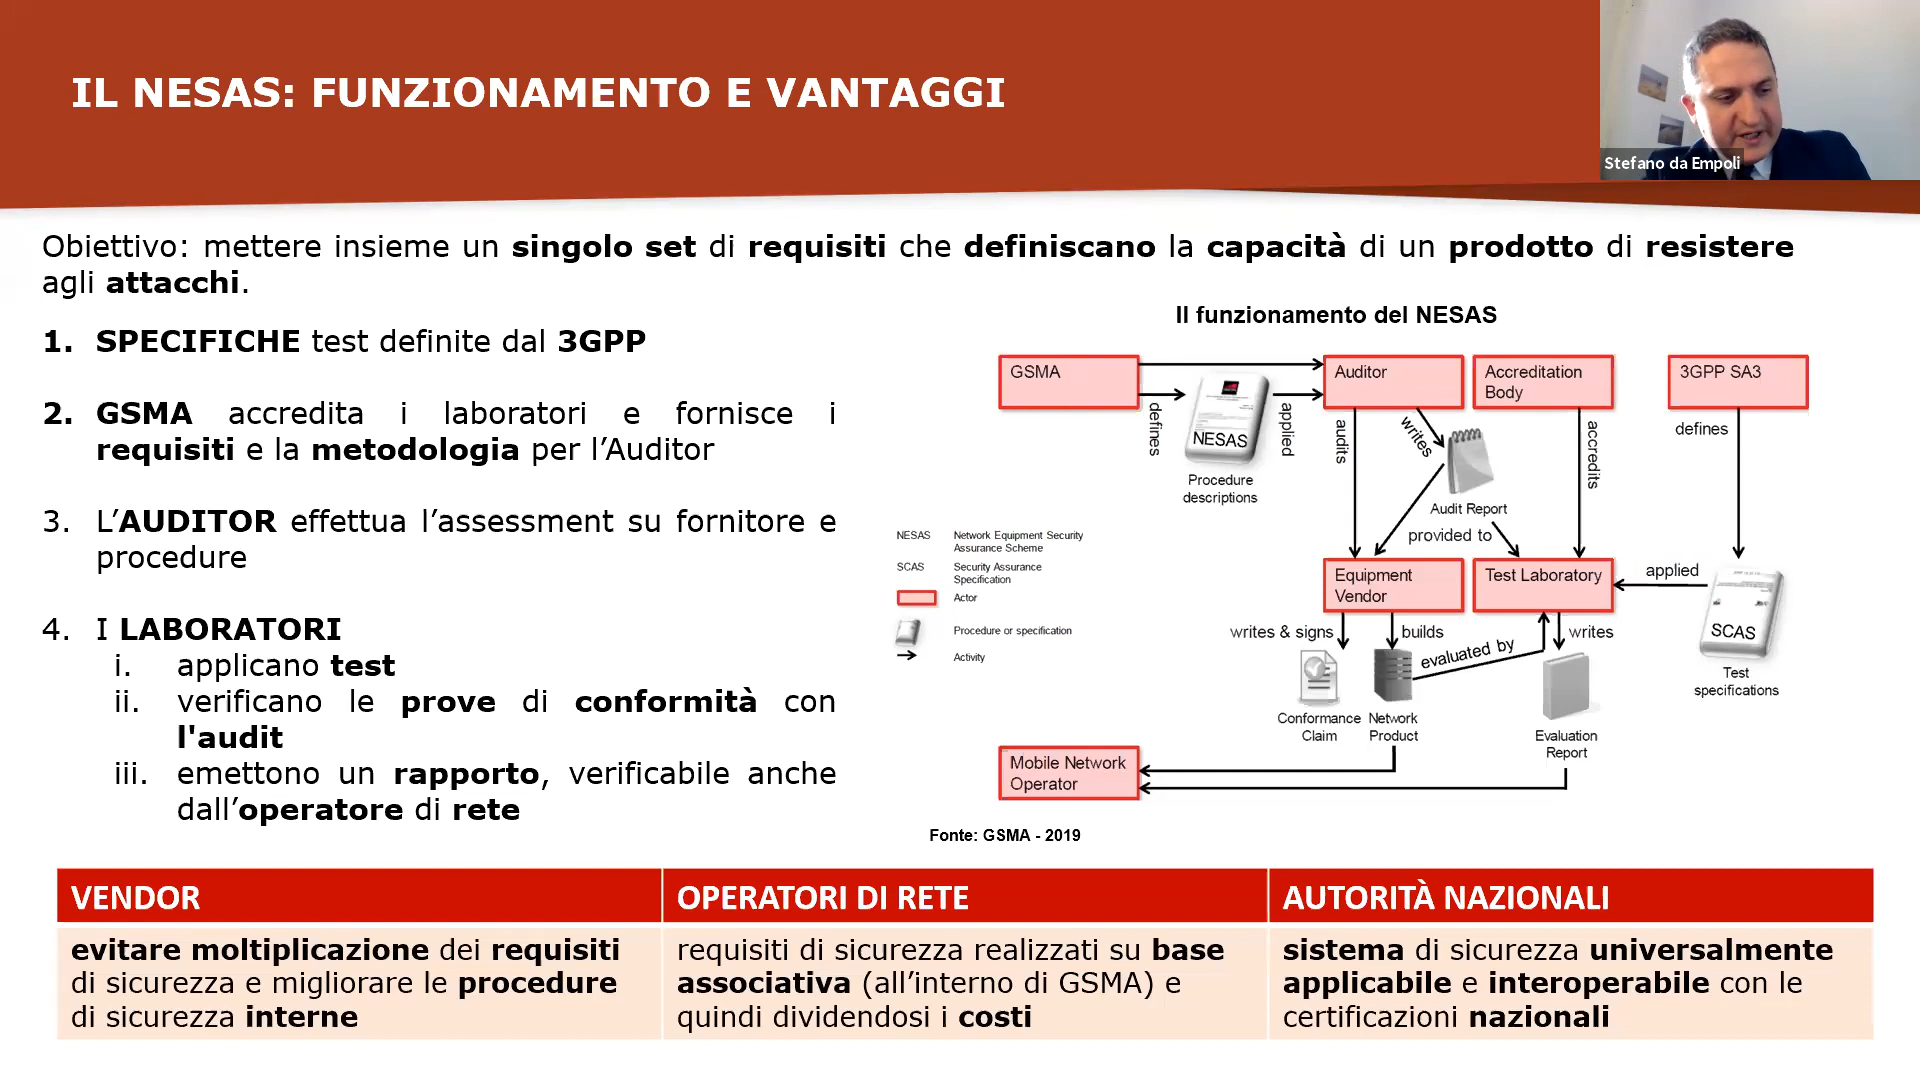 IL NESAS: FUNZIONAMENTO E VANTAGGI
Stefano da Empoli
Obiettivo: mettere insieme un singolo set di requisiti che definiscano la capacità di un prodotto di resistere
agli attacchi.
1. SPECIFICHE test definite dal 3GPP
2. GSMA accredita i laboratori e fornisce i
requisiti e la metodologia per l’Auditor
3. L’AUDITOR effettua l’assessment su fornitore e
procedure
4. I LABORATORI
i. applicano test
ii. verificano le prove di conformità con
l'audit
iii. emettono un rapporto, verificabile anche
dall’operatore di rete
Il funzionamento del NESAS
GSMA
Auditor
Accreditation
Body
3GPP SA3
defines
NESAS
applied
Procedure
descriptions
audits
writes
Audit Report
provided to
accredits
defines
NESAS Network Equipment Security
Assurance Scheme
SCAS Security Assurance
Specification
Actor
Procedure or specification
Activity
Equipment
Vendor
Test Laboratory
applied
SCAS
Test
specifications
writes & signs
builds
evaluated by
writes
Conformance
Claim
Network
Product
Evaluation
Report
Mobile Network
Operator
Fonte: GSMA - 2019
VENDOR
evitare moltiplicazione dei requisiti
di sicurezza e migliorare le procedure
di sicurezza interne
OPERATORI DI RETE
requisiti di sicurezza realizzati su base
associativa (all’interno di GSMA) e
quindi dividendosi i costi
AUTORITÀ NAZIONALI
sistema di sicurezza universalmente
applicabile e interoperabile con le
certificazioni nazionali